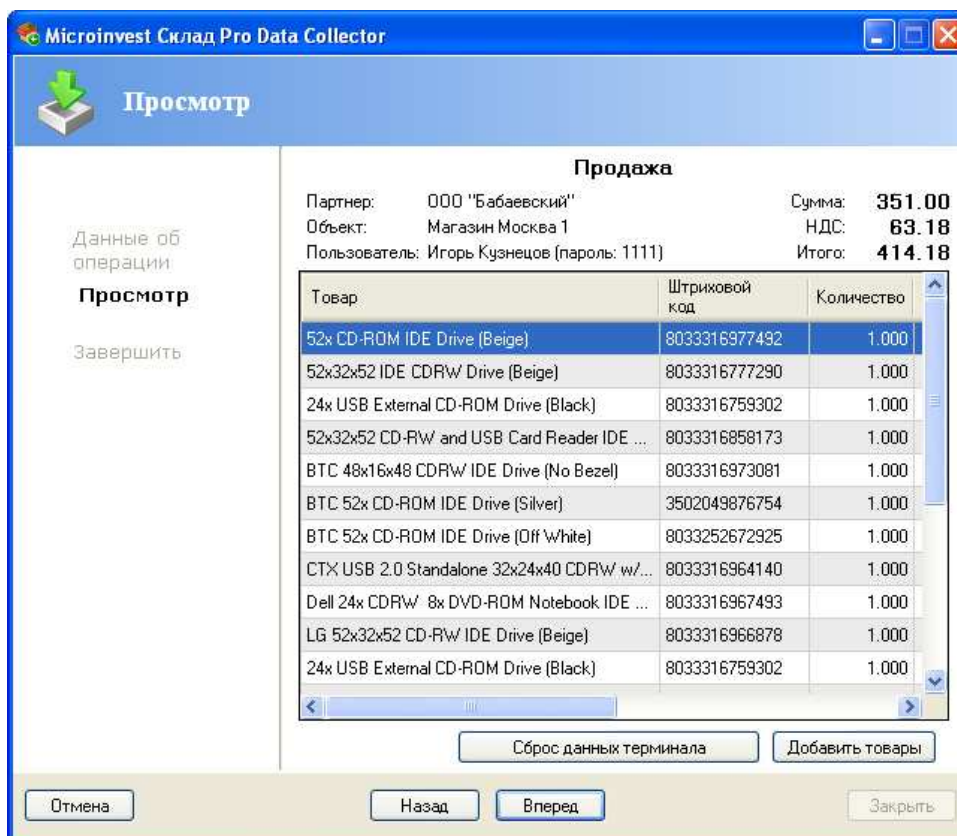 Microinvest Склад Pro Data Collector
Просмотр
Данные об
операции
Просмотр
Завершить
Продажа
Партнер: ООО "Бабаевский" Сумма: 351.00
Объект: Магазин Москва 1 НДС: 63.18
Пользователь: Игорь Кузнецов (пароль: 1111) Итого: 414.18
Товар Штриховой код Количество
52x CD-ROM IDE Drive (Beige) 8033316977492 1.000
52x32x52 IDE CDRW Drive (Beige) 8033316777290 1.000
24x USB External CD-ROM Drive (Black) 8033316759302 1.000
52x32x52 CD-RW and USB Card Reader IDE ... 8033316858173 1.000
BTC 48x16x48 CDRW IDE Drive (No Bezel) 8033316973081 1.000
BTC 52x CD-ROM IDE Drive (Silver) 3502049876754 1.000
BTC 52x CD-ROM IDE Drive (Off White) 8033252672925 1.000
CTX USB 2.0 Standalone 32x24x40 CDRW w/... 8033316964140 1.000
Dell 24x CDRW 8x DVD-ROM Notebook IDE ... 8033316967493 1.000
LG 52x32x52 CD-RW IDE Drive (Beige) 8033316966878 1.000
24x USB External CD-ROM Drive (Black) 8033316759302 1.000
Сброс данных терминала Добавить товары
Отмена Назад Вперед Закрыть